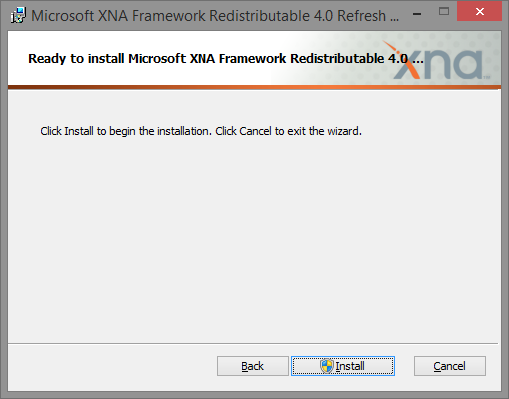 Microsoft XNA Framework Redistributable 4.0 Refresh ...
Ready to install Microsoft XNA Framework Redistributable 4.0 ...
xna
Click Install to begin the installation. Click Cancel to exit the wizard.
Back Install Cancel